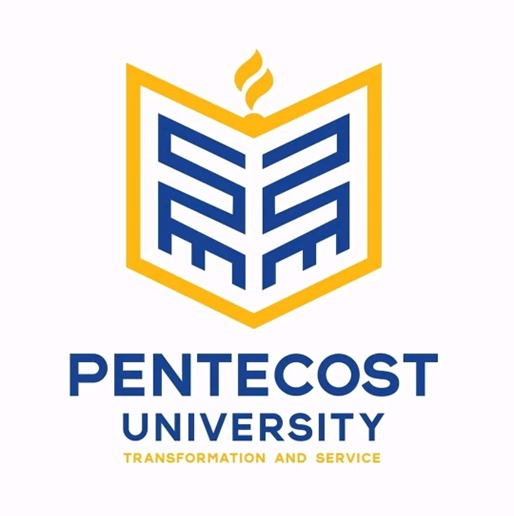 PENTECOST
UNIVERSITY
TRANSFORMATION AND SERVICE